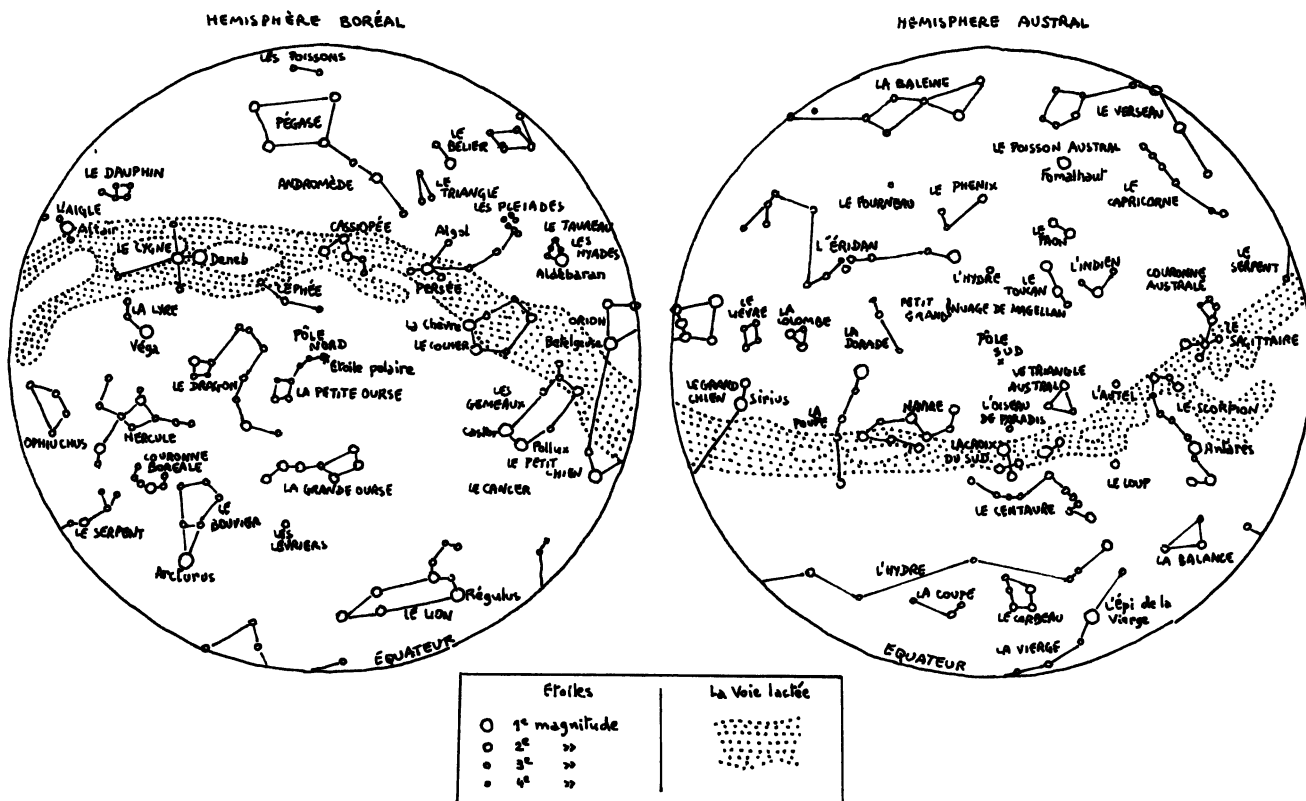 HEMISPHÈRE BORÉAL
LES POISSONS
PÉGASE
LE
BÉLIER
LE DAUPHIN
ANDROMÈDE
LE
TRIANGLE
L'AIGLE
Altaïr
LES PLEIADES
CASSIOPÉE
Algol
LE TAUREAU
LES
HYADES
Aldébaran
LE CYGNE
Deneb
CÉPHÉE
PERSÉE
LA LYRE
Véga
La Chèvre
LE COCHER
ORION
Betelgeuse
PÔLE
NORD
Etoile polaire
LE DRAGON
LA PETITE OURSE
LES
GEMEAUX
Castor
Pollux
OPHIUCHUS
HERCULE
COURONNE
BORÉALE
LE PETIT
CHIEN
LA GRANDE OURSE
LE CANCER
LE SERPENT
LE
BOUVIER
LES
LÉVRIERS
Arcturus
Régulus
LE LION
ÉQUATEUR
HEMISPHERE AUSTRAL
LA BALEINE
LE VERSEAU
LE POISSON AUSTRAL
Fomalhaut
LE FOURNEAU
LE PHENIX
LE
CAPRICORNE
LE
PAON
L'ÉRIDAN
L'HYDRE
LE
TOUCAN
L'INDIEN
COURONNE
AUSTRALE
LE
SERPENT
LE
LIÈVRE
LA
COLOMBE
LA
DORADE
PETIT
GRAND
NUAGE DE MAGELLAN
LE
SAGITTAIRE
PÔLE
SUD
LE GRAND
CHIEN
Sirius
LE TRIANGLE
AUSTRAL
L'AUTEL
LE SCORPION
LA
POUPE
NAVIRE
L'OISEAU
DE PARADIS
LA CROIX
DU SUD
Antarès
LE LOUP
LE CENTAURE
LA BALANCE
L'HYDRE
LA COUPE
LE CORBEAU
L'Épi de la
Vierge
LA VIERGE
EQUATEUR
Etoiles
1e magnitude
2e »
3e »
4e »
La Voie lactée